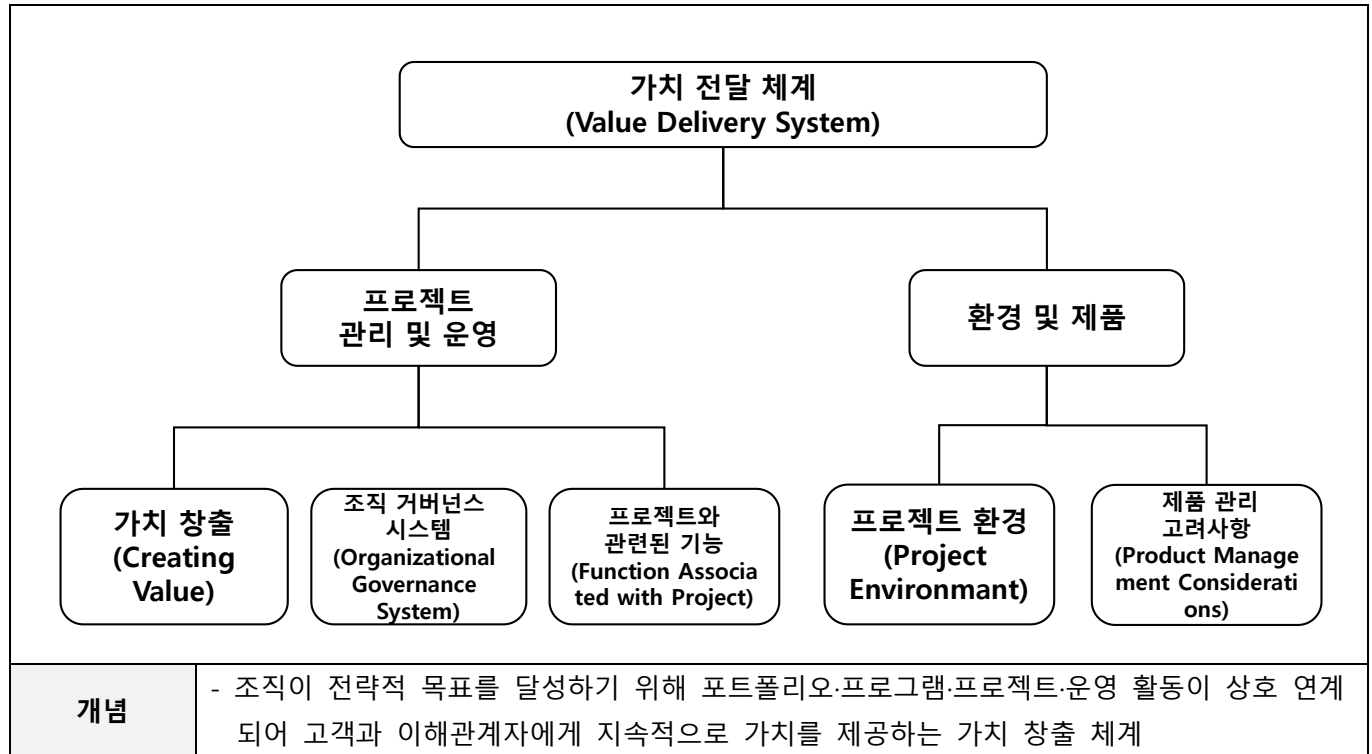 가치 전달 체계
(Value Delivery System)
프로젝트
관리 및 운영
환경 및 제품
가치 창출
(Creating
Value)
조직 거버넌스
시스템
(Organizational
Governance
System)
프로젝트와
관련된 기능
(Function Associa
ted with Project)
프로젝트 환경
(Project
Environmant)
제품 관리
고려사항
(Product Manage
ment Considerati
ons)
개념
- 조직이 전략적 목표를 달성하기 위해 포트폴리오·프로그램·프로젝트·운영 활동이 상호 연계
되어 고객과 이해관계자에게 지속적으로 가치를 제공하는 가치 창출 체계